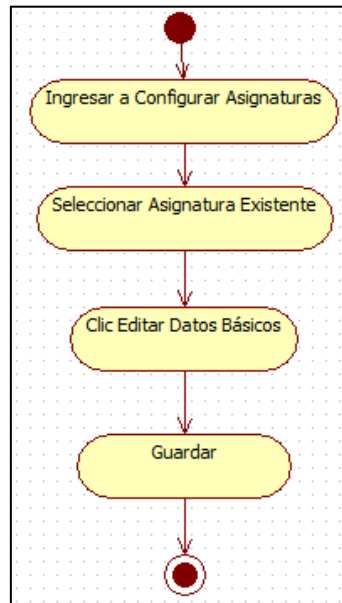 Ingresar a Configurar Asignaturas
Seleccionar Asignatura Existente
Clic Editar Datos Básicos
Guardar